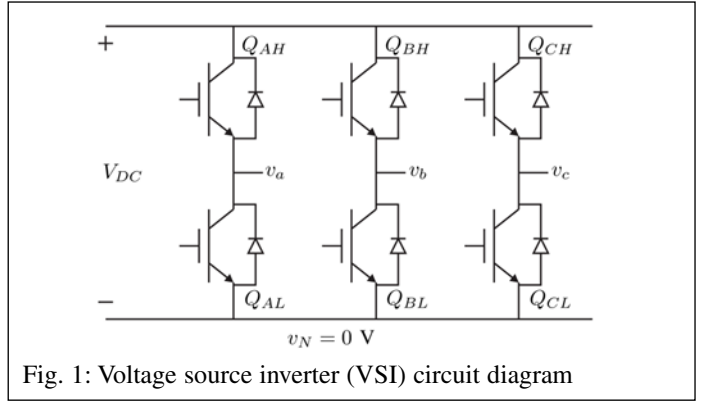 + Q_AH Q_BH Q_CH
V_DC v_a v_b v_c
− Q_AL Q_BL Q_CL
v_N = 0 V
Fig. 1: Voltage source inverter (VSI) circuit diagram